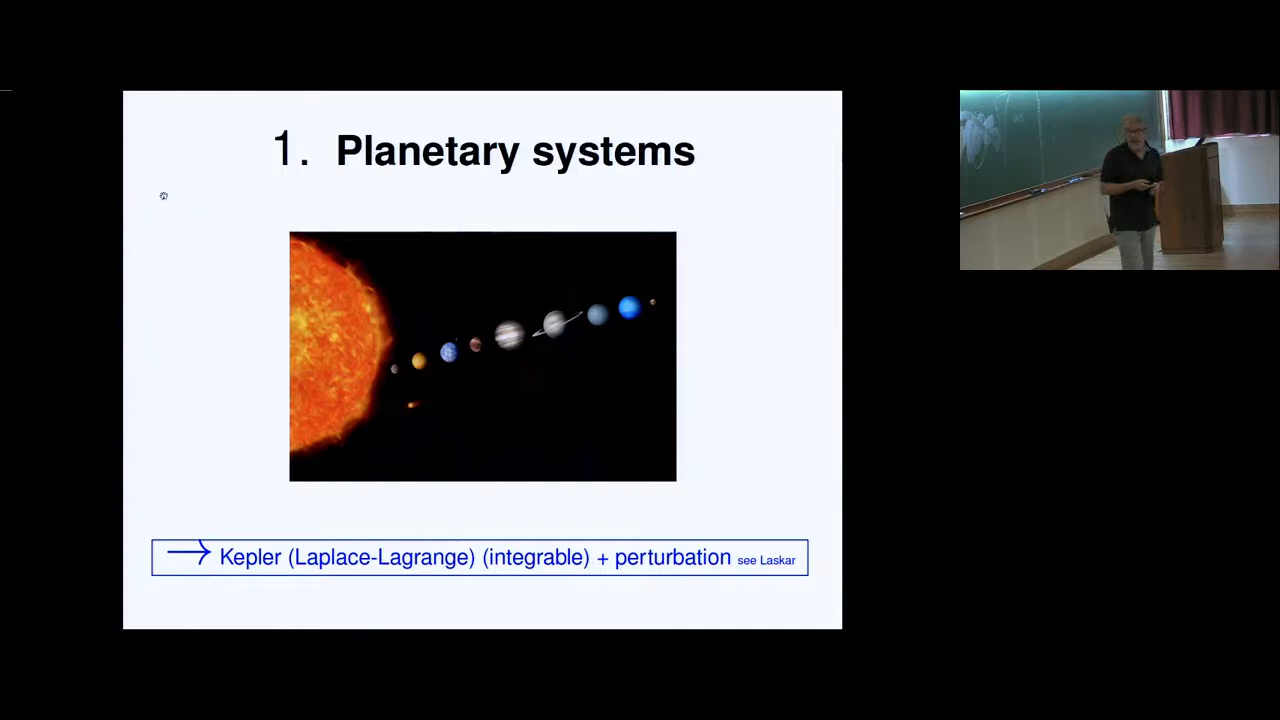 1. Planetary systems
→ Kepler (Laplace-Lagrange) (integrable) + perturbation see Laskar